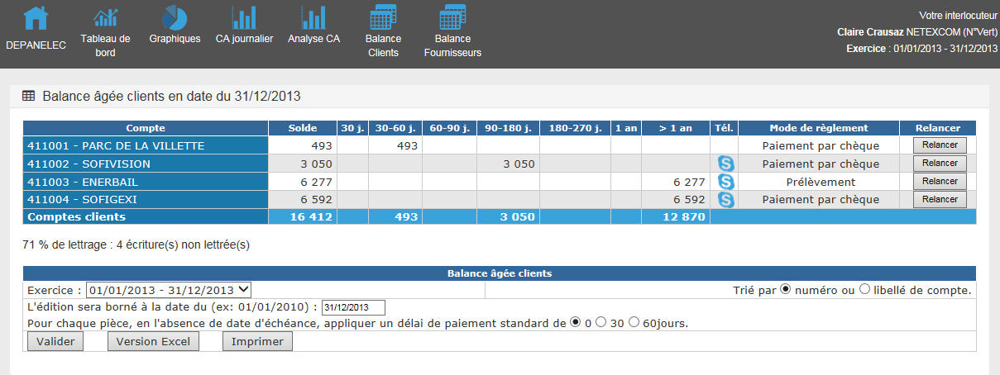 DEPANELEC
Tableau de bord
Graphiques
CA journalier
Analyse CA
Balance Clients
Balance Fournisseurs
Votre interlocuteur
Claire Crausaz NETEXCOM (N°Vert)
Exercice : 01/01/2013 - 31/12/2013
Balance âgée clients en date du 31/12/2013
Compte Solde 30 j. 30-60 j. 60-90 j. 90-180 j. 180-270 j. 1 an > 1 an Tél. Mode de règlement Relancer
411001 - PARC DE LA VILLETTE 493 493 Paiement par chèque Relancer
411002 - SOFIVISION 3 050 3 050 Paiement par chèque Relancer
411003 - ENERBAIL 6 277 6 277 Prélèvement Relancer
411004 - SOFIGEXI 6 592 6 592 Paiement par chèque Relancer
Comptes clients 16 412 493 3 050 12 870
71 % de lettrage : 4 écriture(s) non lettrée(s)
Balance âgée clients
Exercice : 01/01/2013 - 31/12/2013 Trié par numéro ou libellé de compte.
L'édition sera borné à la date du (ex: 01/01/2010) : 31/12/2013
Pour chaque pièce, en l'absence de date d'échéance, appliquer un délai de paiement standard de 0 30 60jours.
Valider Version Excel Imprimer